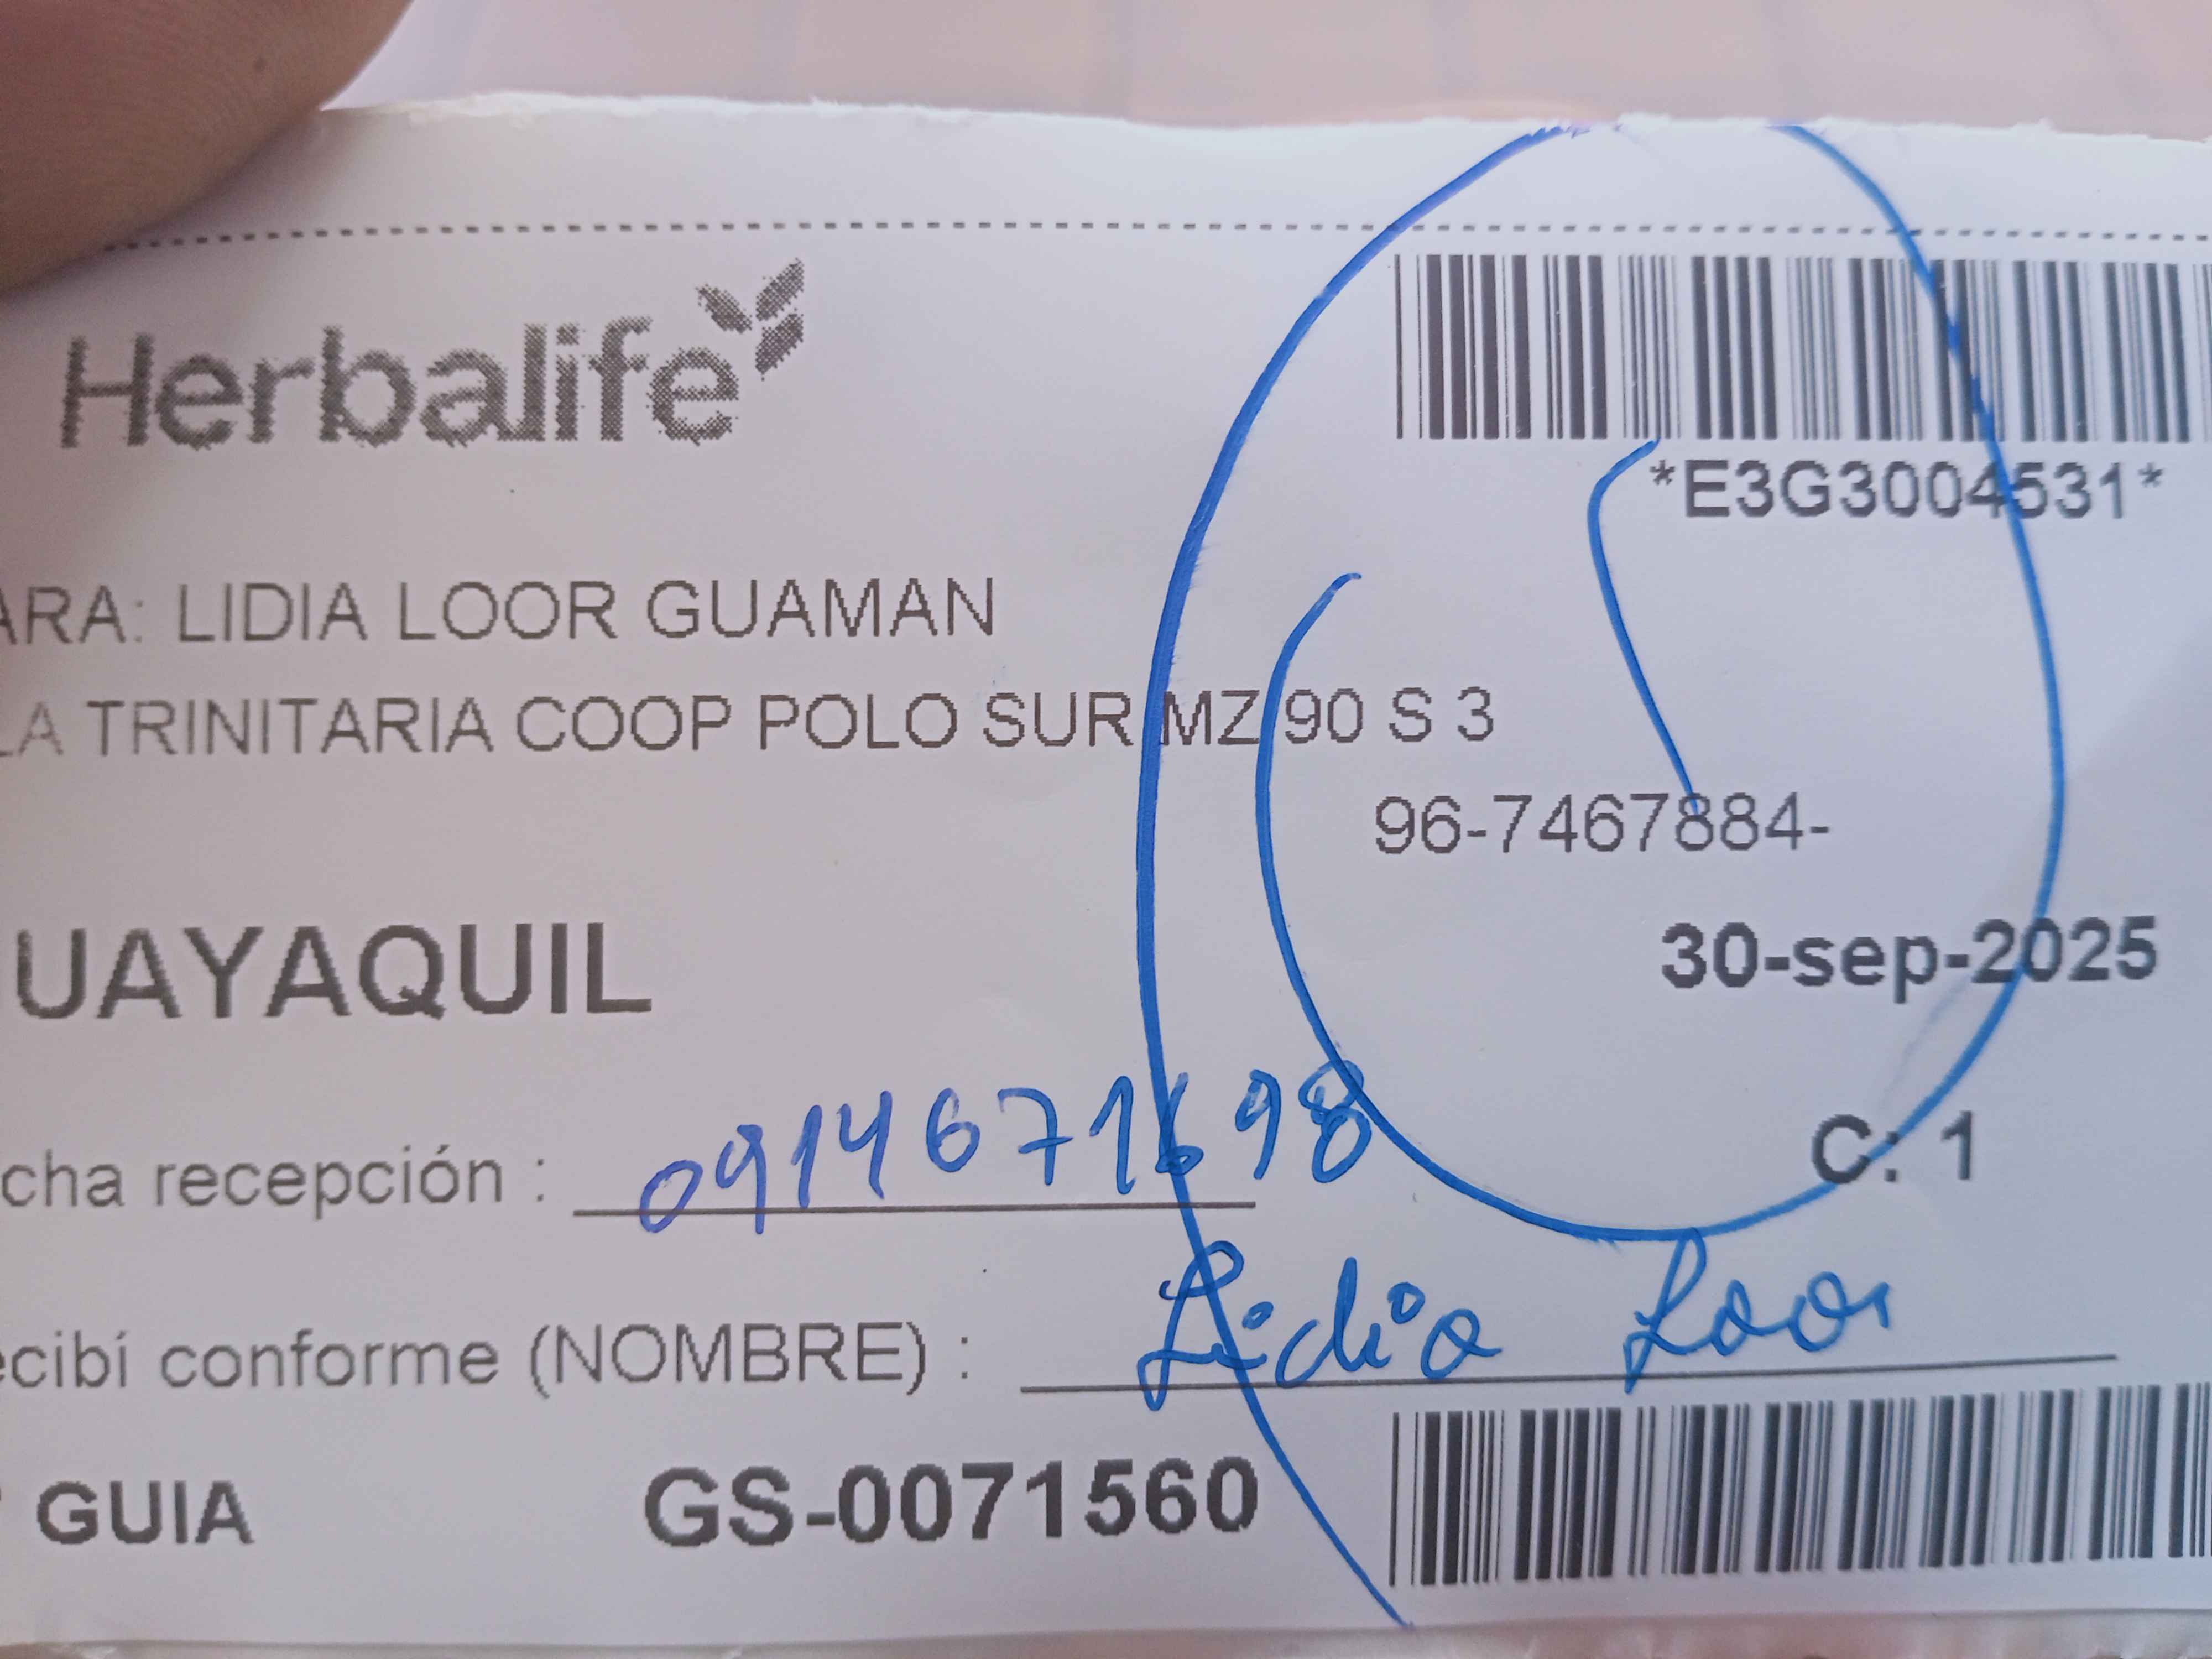 Herbalife
*E3G3004531*
ARA: LIDIA LOOR GUAMAN
LA TRINITARIA COOP POLO SUR MZ 90 S 3
96-7467884-
UAYAQUIL
30-sep-2025
C: 1
cha recepción : 0914671698
ecibí conforme (NOMBRE) : Lidia Loor
GUIA GS-0071560